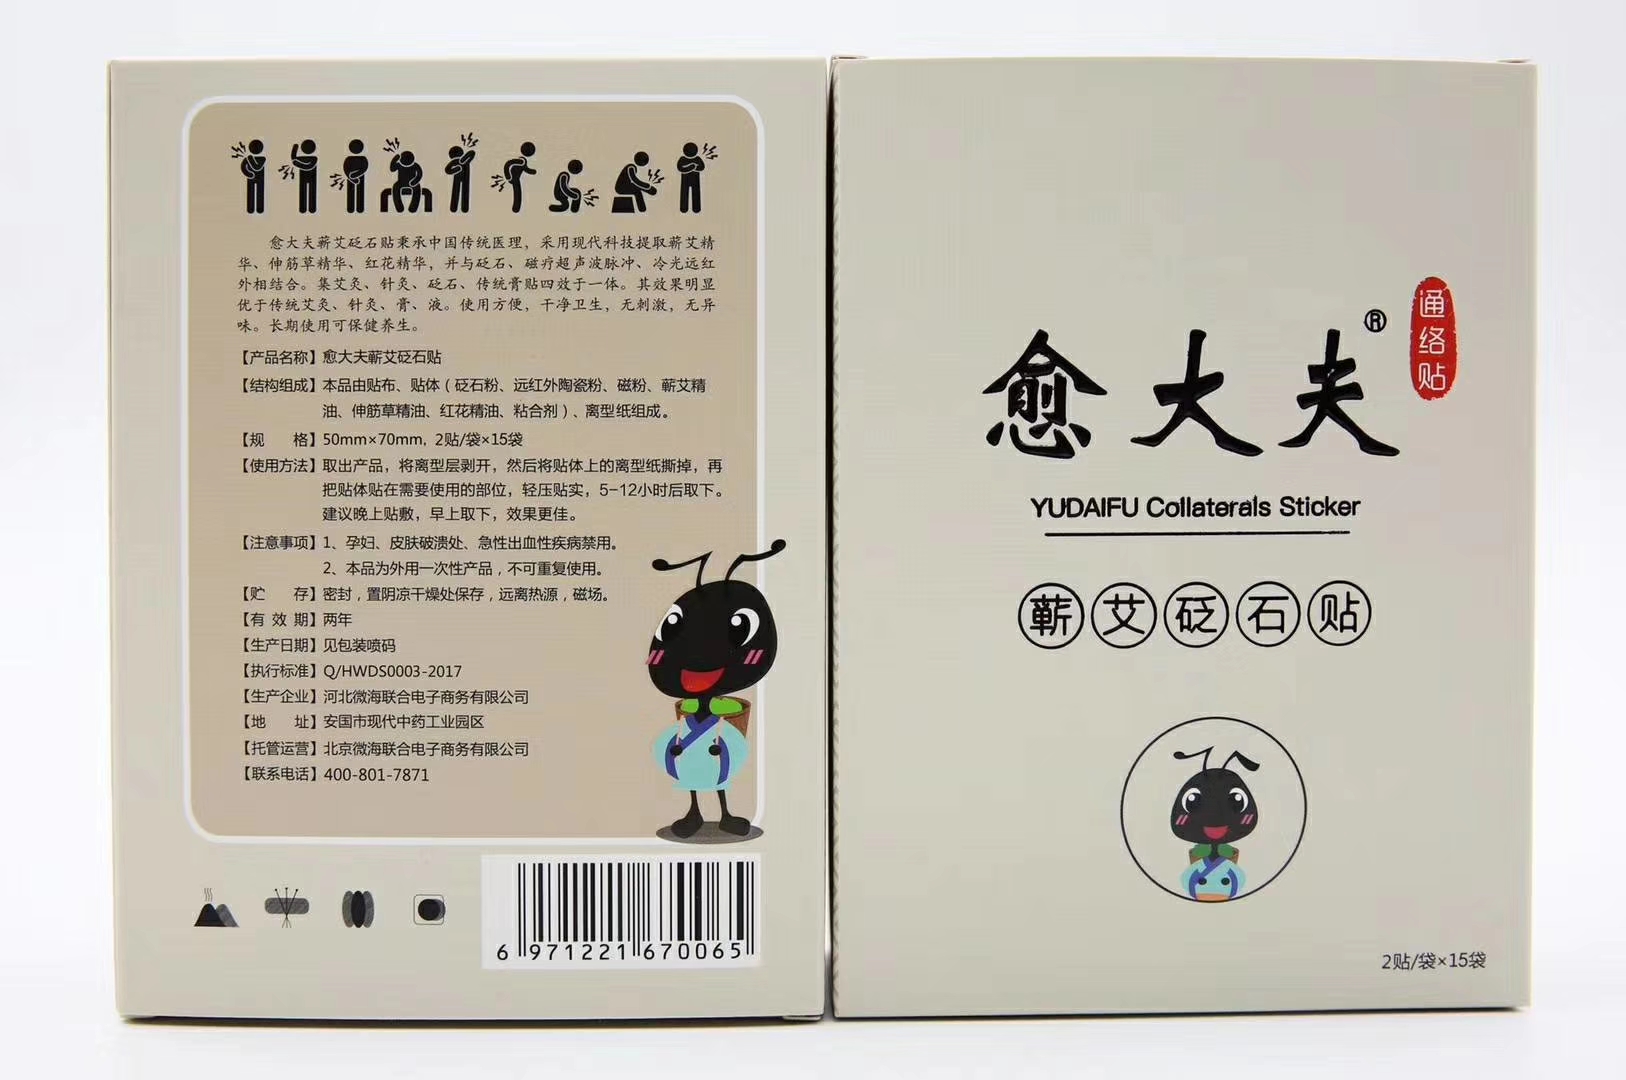 愈大夫蕲艾砭石贴秉承中国传统医理，采用现代科技提取蕲艾精
华、伸筋草精华、红花精华，并与砭石、磁疗超声波脉冲、冷光远红
外相结合。集艾灸、针灸、砭石、传统膏贴四效于一体。其效果明显
优于传统艾灸、针灸、膏、液。使用方便，干净卫生，无刺激，无异
味。长期使用可保健养生。
【产品名称】愈大夫蕲艾砭石贴
【结构组成】本品由贴布、贴体（砭石粉、远红外陶瓷粉、磁粉、蕲艾精
油、伸筋草精油、红花精油、粘合剂）、离型纸组成。
【规 格】50mm×70mm，2贴/袋×15袋
【使用方法】取出产品，将离型层剥开，然后将贴体上的离型纸撕掉，再
把贴体贴在需要使用的部位，轻压贴实，5-12小时后取下。
建议晚上贴敷，早上取下，效果更佳。
【注意事项】1、孕妇、皮肤破溃处、急性出血性疾病禁用。
2、本品为外用一次性产品，不可重复使用。
【贮 存】密封，置阴凉干燥处保存，远离热源，磁场。
【有 效 期】两年
【生产日期】见包装喷码
【执行标准】Q/HWDS0003-2017
【生产企业】河北微海联合电子商务有限公司
【地 址】安国市现代中药工业园区
【托管运营】北京微海联合电子商务有限公司
【联系电话】400-801-7871
6 971221 670065
愈大夫®
通络贴
YUDAIFU Collaterals Sticker
蕲艾砭石贴
2贴/袋×15袋